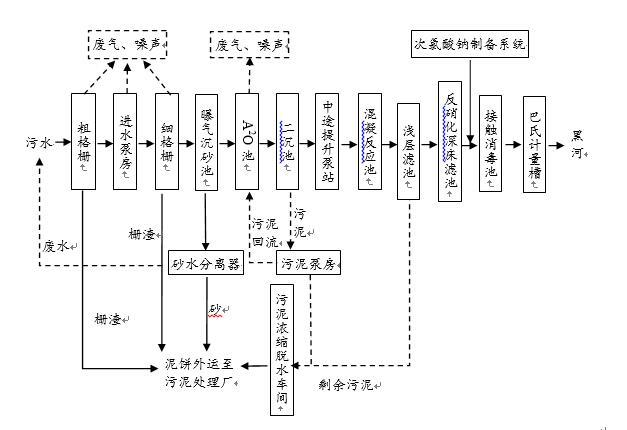 废气、噪声
废气、噪声
次氯酸钠制备系统
污水
粗格栅
进水泵房
细格栅
曝气沉砂池
A²O池
二沉池
中途提升泵站
混凝反应池
浅层滤池
反硝化深床滤池
接触消毒池
巴氏计量槽
黑河
废水
栅渣
污泥
回流
污泥
砂水分离器
污泥泵房
栅渣
砂
泥饼外运至
污泥处理厂
污泥浓缩脱水车间
剩余污泥